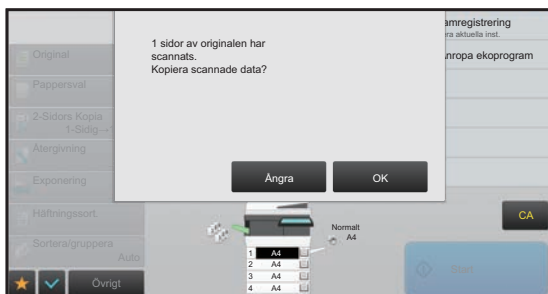 1 sidor av originalen har
scannats.
Kopiera scannade data?
Ångra
OK
amregistrering
ra aktuella inst.
nropa ekoprogram
Original
Pappersval
2-Sidors Kopia
1-Sidig→
Återgivning
Exponering
Häftningssort.
Sortera/gruppera
Auto
Övrigt
Normalt
A4
1 A4
2 A4
3 A4
4 A4
CA
Start